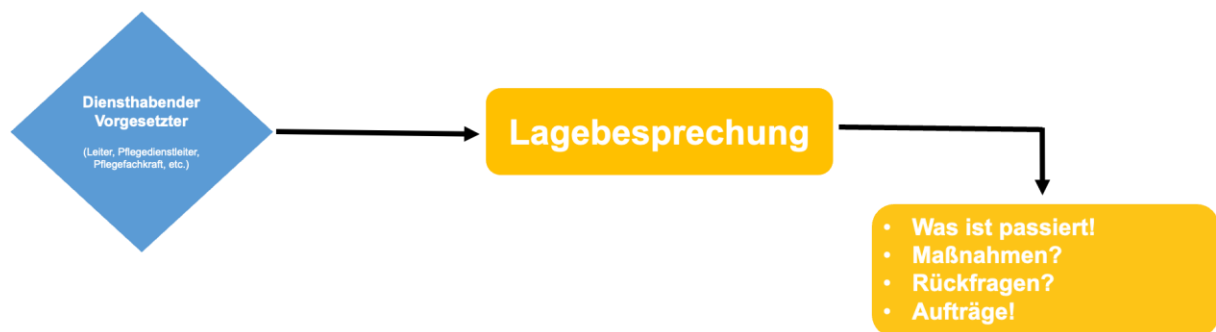 Diensthabender
Vorgesetzter
(Leiter, Pflegedienstleiter,
Pflegefachkraft, etc.)
Lagebesprechung
• Was ist passiert!
• Maßnahmen?
• Rückfragen?
• Aufträge!